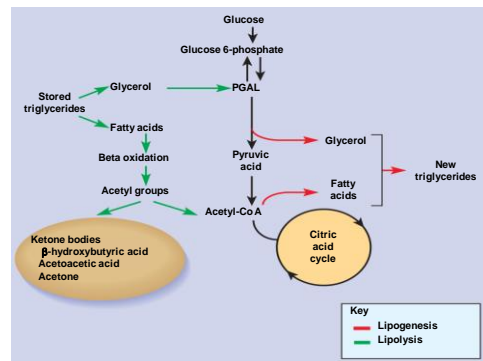 Glucose
Glucose 6-phosphate
Glycerol
PGAL
Stored
triglycerides
Fatty acids
Glycerol
Beta oxidation
Pyruvic
acid
New
triglycerides
Acetyl groups
Fatty
acids
Acetyl-Co A
Ketone bodies
β-hydroxybutyric acid
Acetoacetic acid
Acetone
Citric
acid
cycle
Key
Lipogenesis
Lipolysis